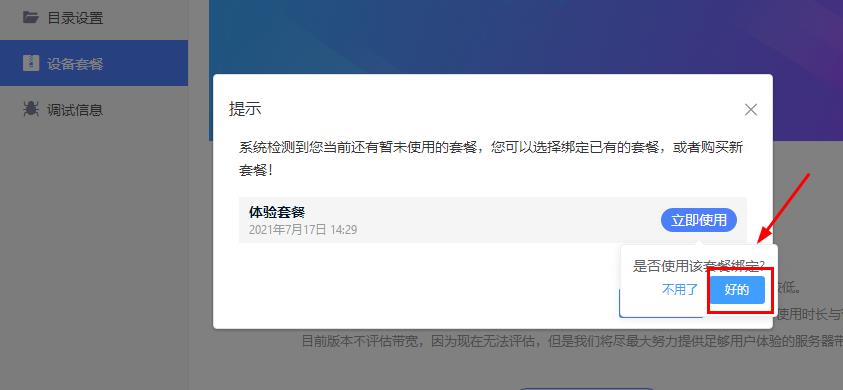 目录设置
设备套餐
调试信息
提示
系统检测到您当前还有暂未使用的套餐，您可以选择绑定已有的套餐，或者购买新
套餐！
体验套餐
2021年7月17日 14:29
立即使用
是否使用该套餐绑定?
不用了
好的
低。
使用时长与
目前版本不评估带宽，因为现在无法评估，但是我们将尽最大努力提供足够用户体验的服务器带